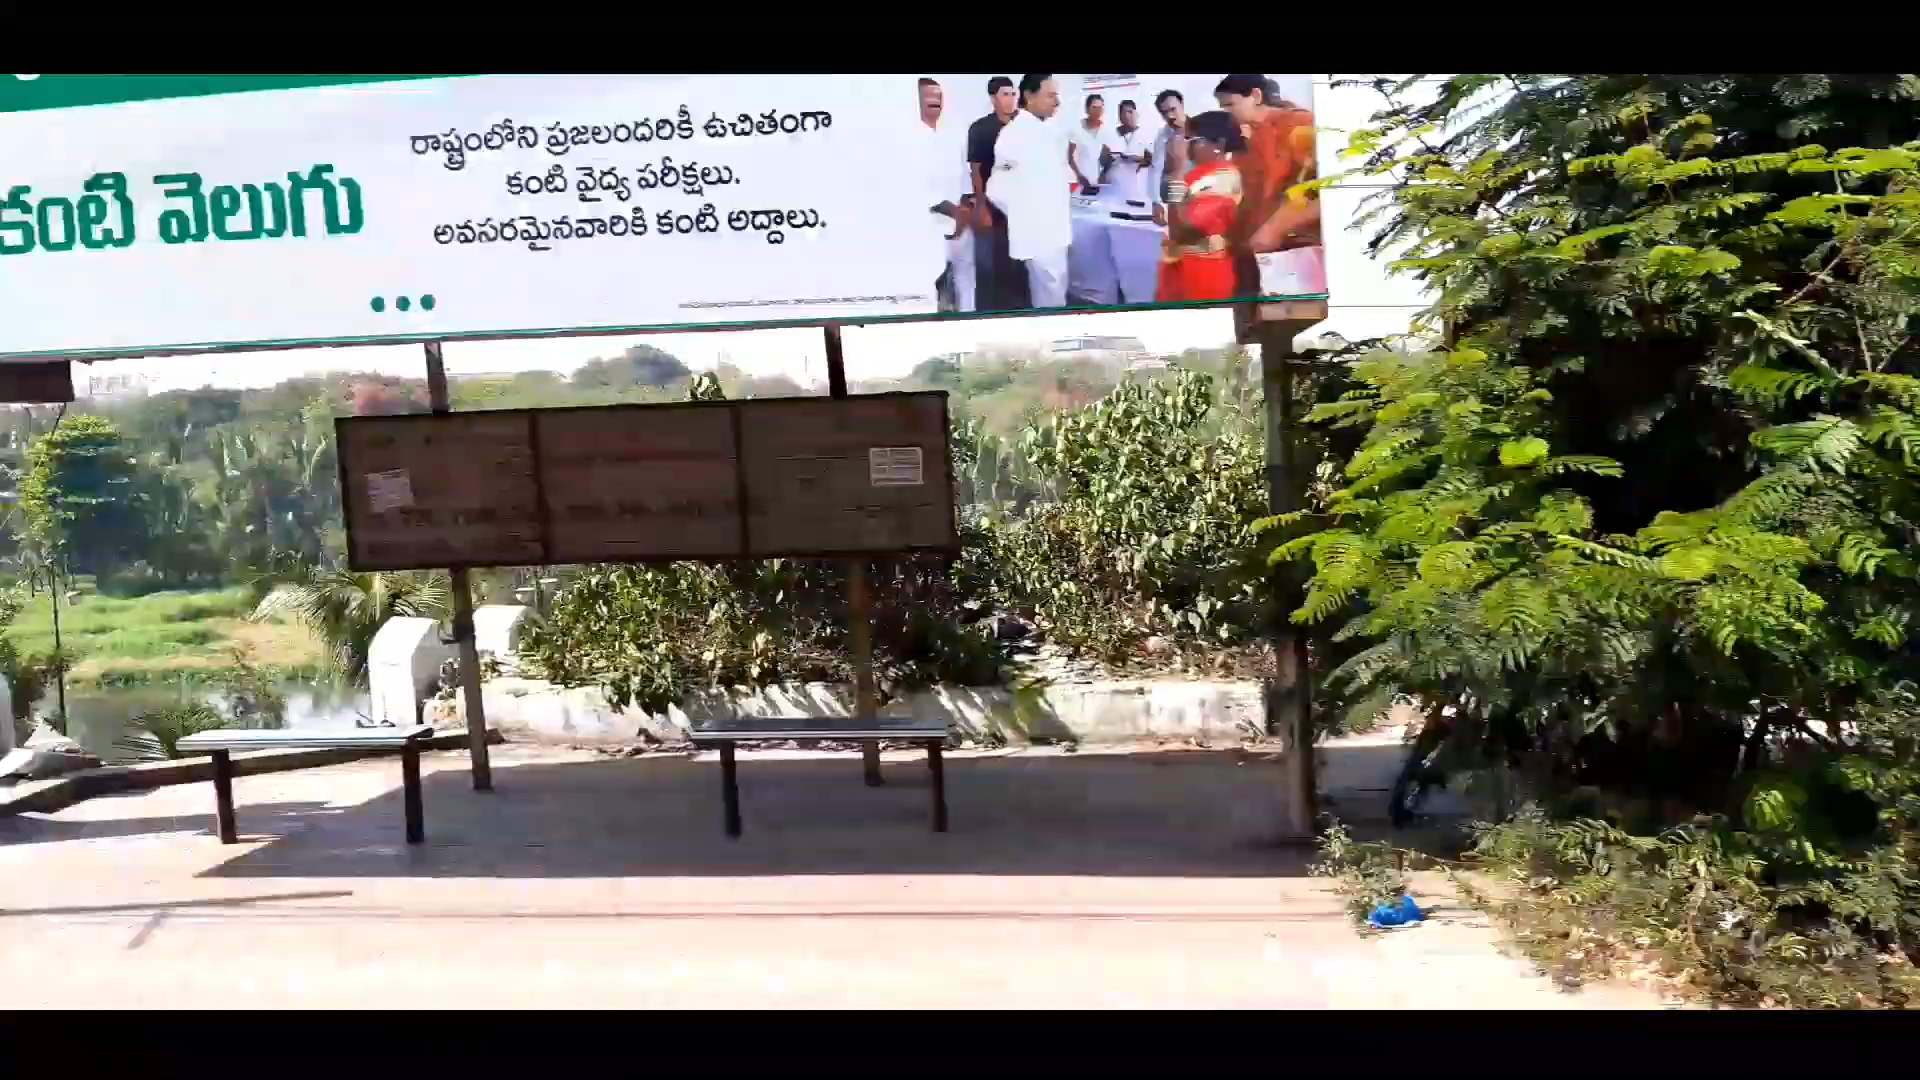 కంటి వెలుగు
రాష్ట్రంలోని ప్రజలందరికీ ఉచితంగా
కంటి వైద్య పరీక్షలు.
అవసరమైనవారికి కంటి అద్దాలు.